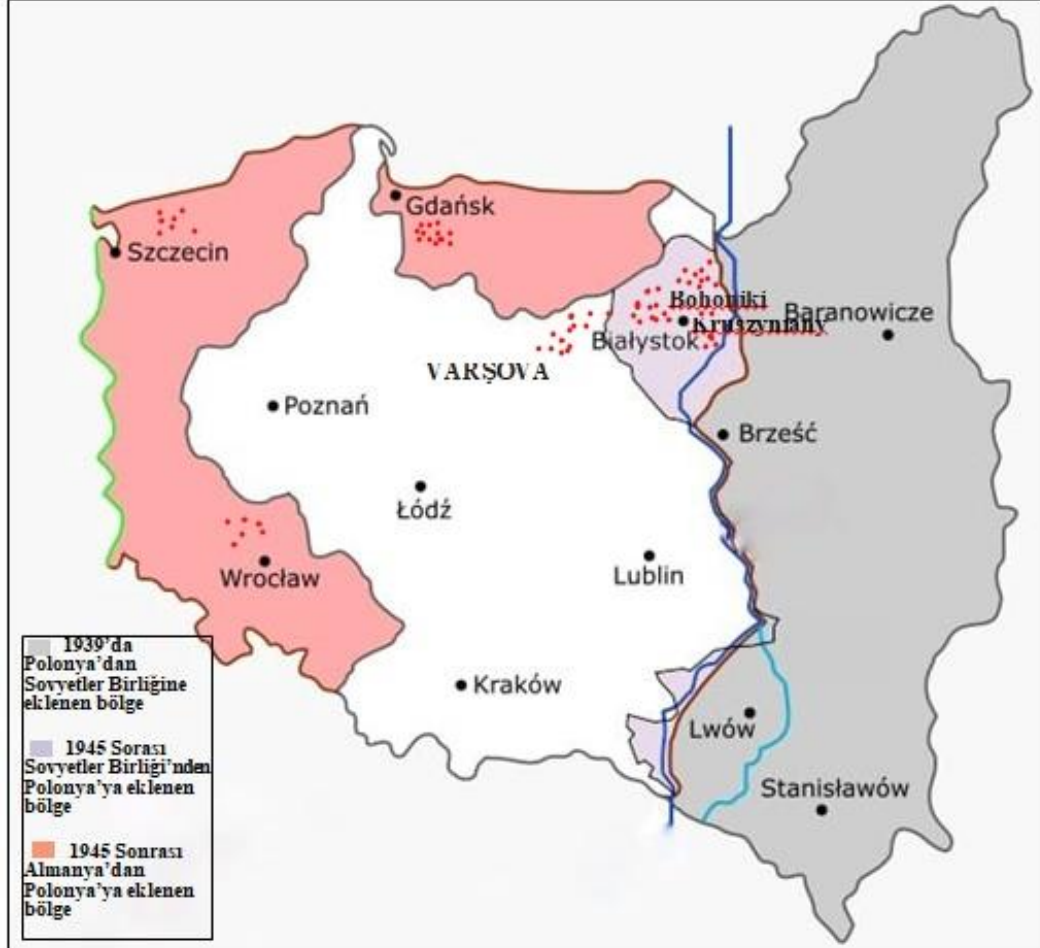 Gdańsk
Szczecin
Bohoniki
Kruszyniany
Baranowicze
Białystok
VARŞOVA
Poznań
Brześć
Łódź
Wrocław
Lublin
Kraków
Lwów
Stanisławów
1939’da
Polonya’dan
Sovyetler Birliğine
eklenen bölge
1945 Sorası
Sovyetler Birliği’nden
Polonya’ya eklenen
bölge
1945 Sonrası
Almanya’dan
Polonya’ya eklenen
bölge